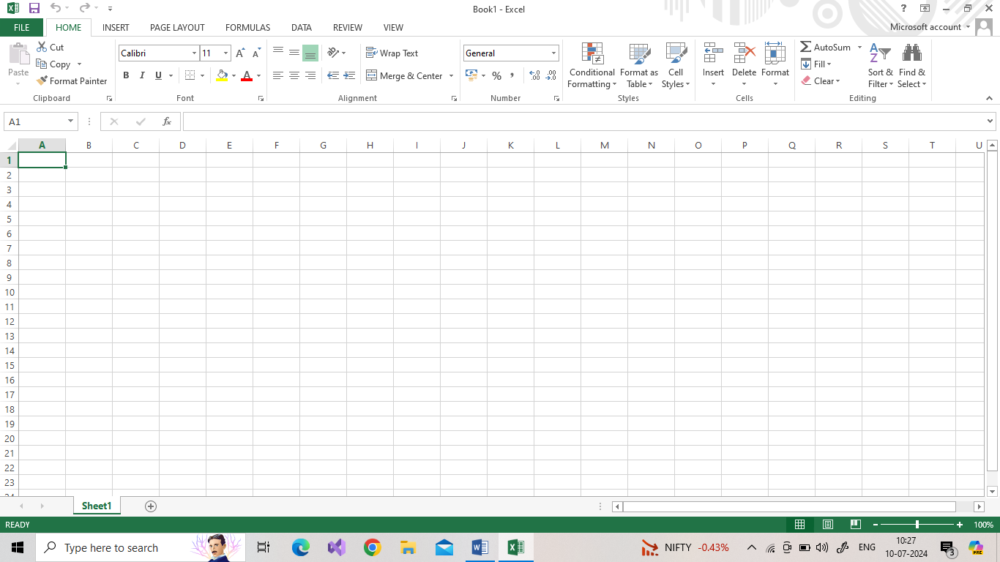 Book1 - Excel
?
FILE HOME INSERT PAGE LAYOUT FORMULAS DATA REVIEW VIEW Microsoft account
Paste
Cut
Copy
Format Painter
Clipboard
Calibri 11
B I U
Font
Wrap Text
Merge & Center
Alignment
General
%
Number
Conditional
Formatting
Format as
Table
Cell
Styles
Styles
Insert
Delete
Format
Cells
AutoSum
Fill
Clear
Sort &
Filter
Find &
Select
Editing
A1 fx
A B C D E F G H I J K L M N O P Q R S T U
1
2
3
4
5
6
7
8
9
10
11
12
13
14
15
16
17
18
19
20
21
22
23
Sheet1
READY 100%
Type here to search NIFTY -0.43% ENG
10:27
10-07-2024
3
PRE